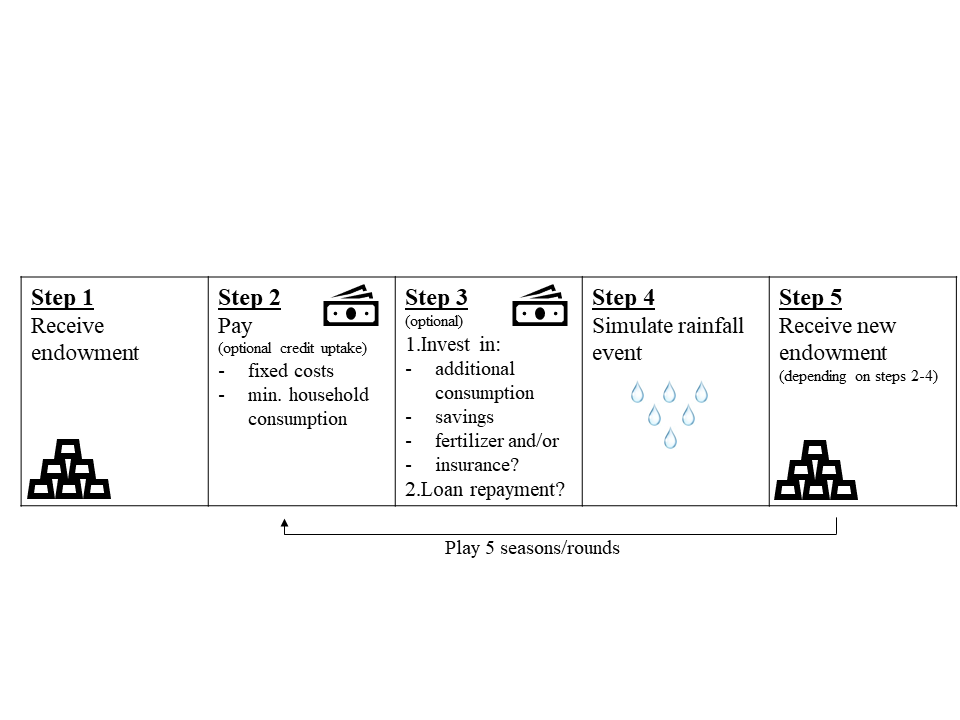 Step 1
Receive
endowment
Step 2
Pay
(optional credit uptake)
- fixed costs
- min. household
consumption
Step 3
(optional)
1.Invest in:
- additional
consumption
- savings
- fertilizer and/or
- insurance?
2.Loan repayment?
Step 4
Simulate rainfall
event
Step 5
Receive new
endowment
(depending on steps 2-4)
Play 5 seasons/rounds